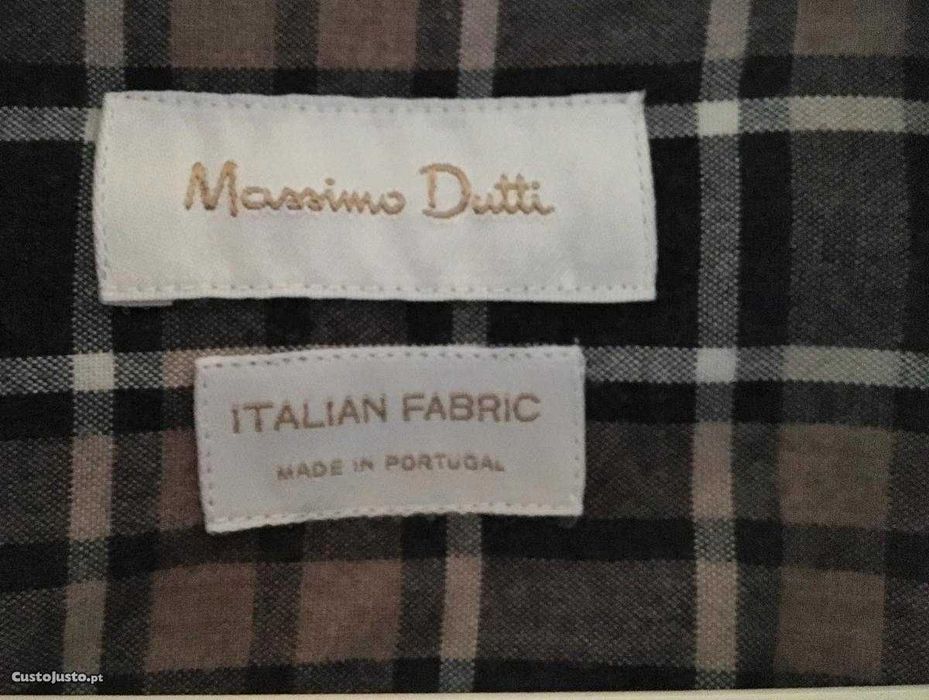 Massimo Dutti
ITALIAN FABRIC
MADE IN PORTUGAL
CustoJusto.pt